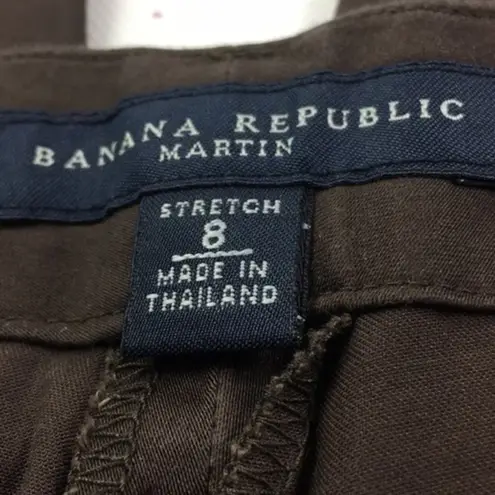 BANANA REPUBLIC
MARTIN
STRETCH
8
MADE IN
THAILAND